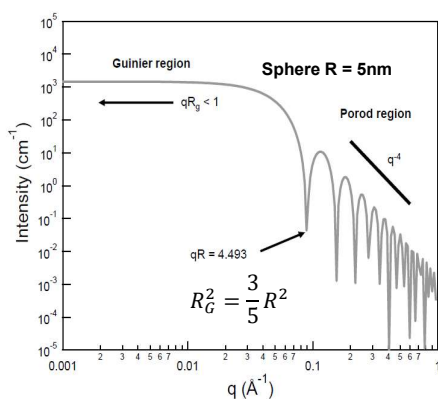 Guinier region
Sphere R = 5nm
qR_g < 1
Porod region
q^-4
qR = 4.493
R_G^2 = 3/5 R^2
Intensity (cm^-1)
10^5
10^4
10^3
10^2
10^1
10^0
10^-1
10^-2
10^-3
10^-4
10^-5
0.001 2 3 4 5 6 7 0.01 2 3 4 5 6 7 0.1 2 3 4 5 6 7 1
q (Å^-1)